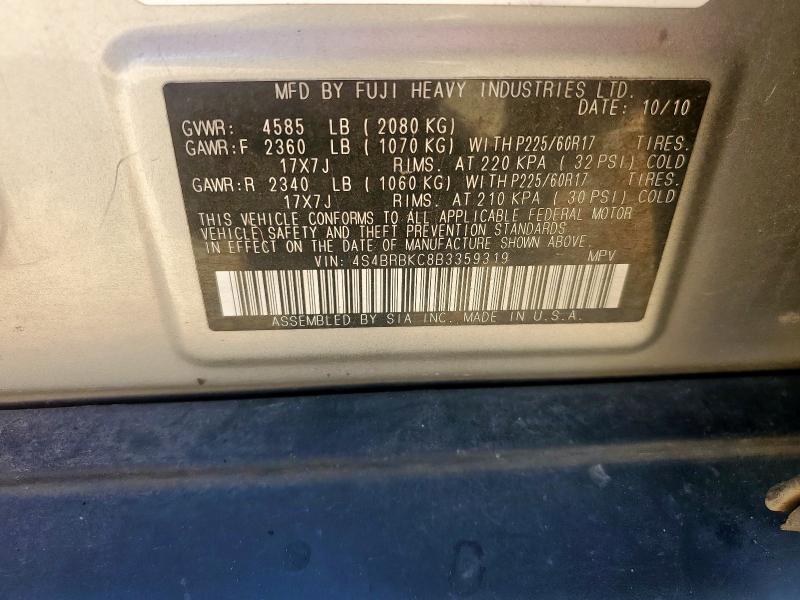 MFD BY FUJI HEAVY INDUSTRIES LTD.
DATE: 10/10
GVWR: 4585 LB (2080 KG)
GAWR:F 2360 LB (1070 KG) WITH P225/60R17 TIRES.
17X7J RIMS. AT 220 KPA (32 PSI) COLD
GAWR:R 2340 LB (1060 KG) WITH P225/60R17 TIRES.
17X7J RIMS. AT 210 KPA (30 PSI) COLD
THIS VEHICLE CONFORMS TO ALL APPLICABLE FEDERAL MOTOR
VEHICLE SAFETY AND THEFT PREVENTION STANDARDS
IN EFFECT ON THE DATE OF MANUFACTURE SHOWN ABOVE.
VIN: 4S4BRBKC8B3359319 MPV
ASSEMBLED BY SIA INC. MADE IN U.S.A.